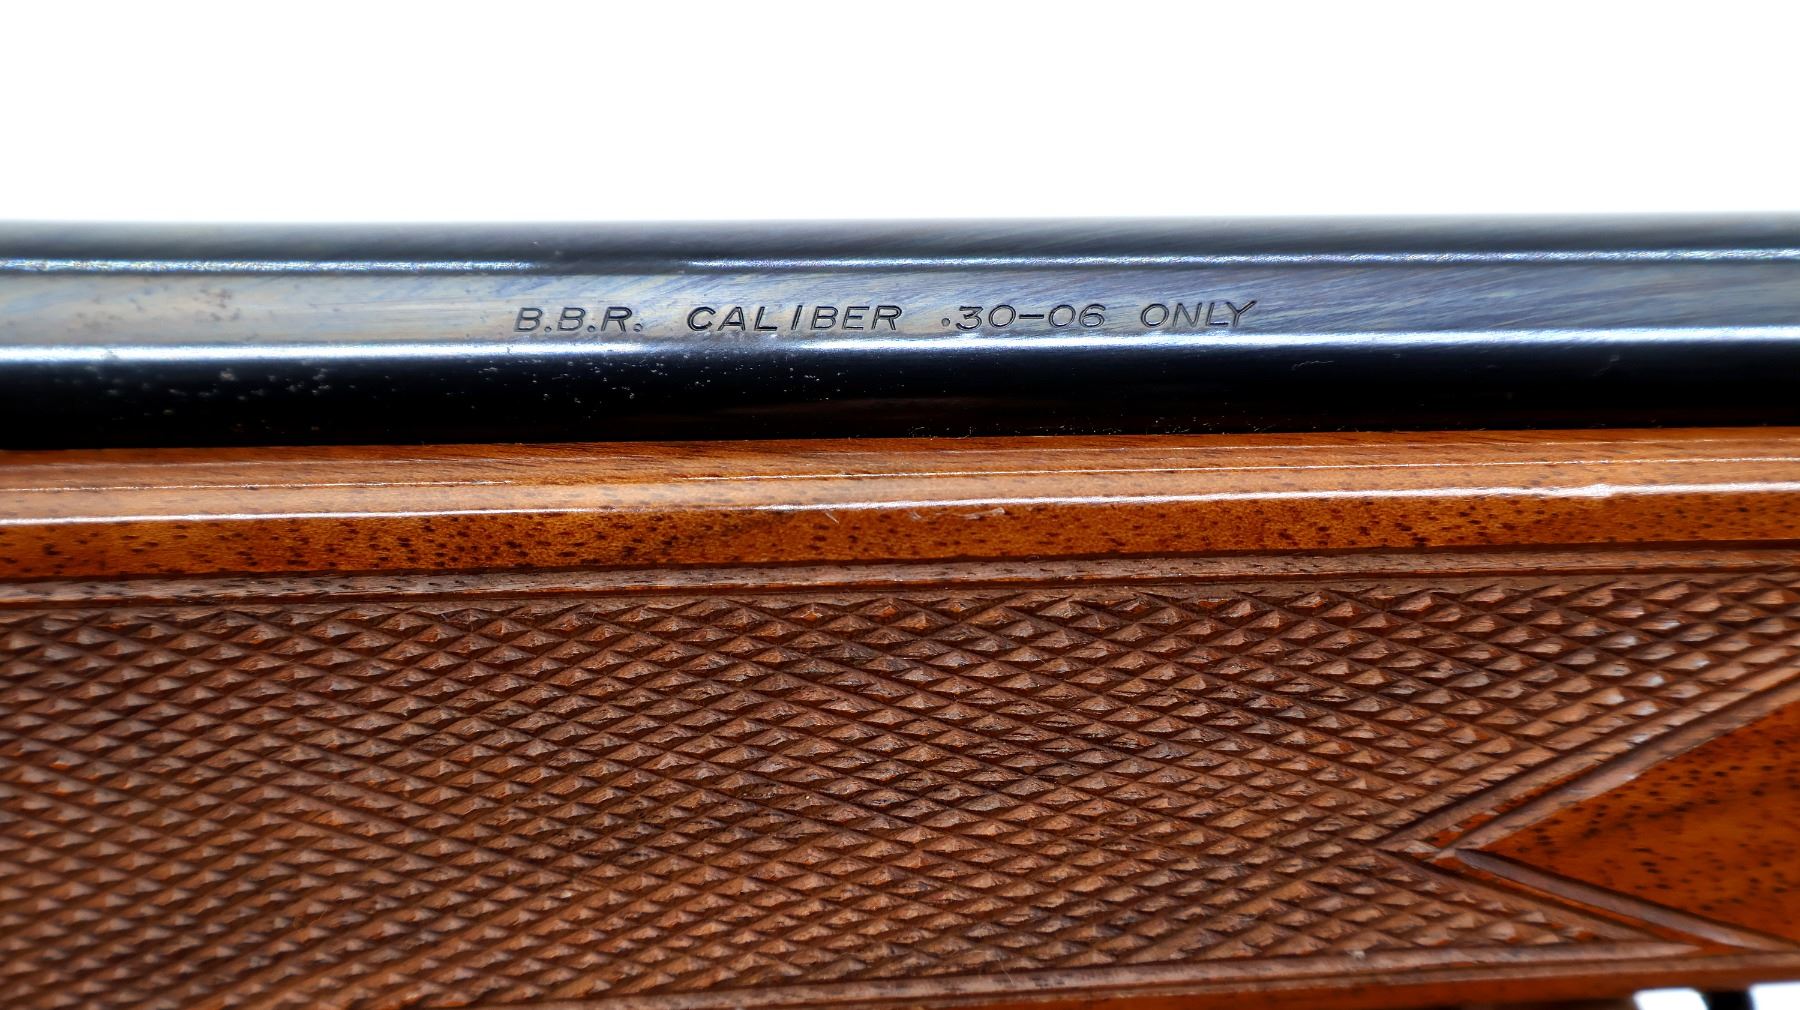 B.B.R. CALIBER .30-06 ONLY